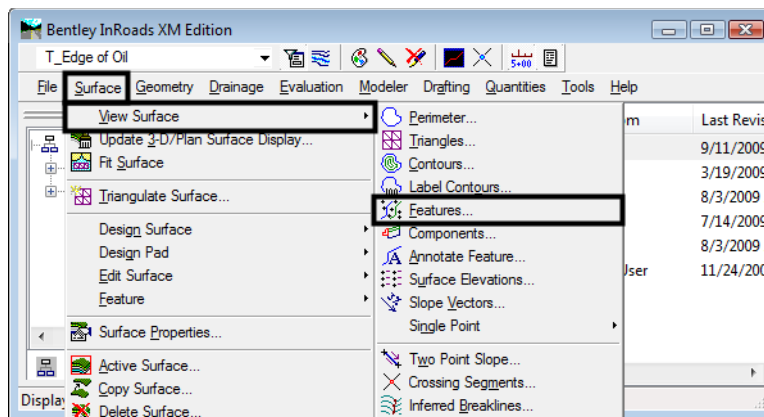 Bentley InRoads XM Edition
T_Edge of Oil
5+00
File Surface Geometry Drainage Evaluation Modeler Drafting Quantities Tools Help
View Surface
Update 3-D/Plan Surface Display...
Fit Surface
Triangulate Surface...
Design Surface
Design Pad
Edit Surface
Feature
Surface Properties...
Active Surface...
Copy Surface...
Delete Surface...
Perimeter...
Triangles...
Contours...
Label Contours...
Features...
Components...
Annotate Feature...
Surface Elevations...
Slope Vectors...
Single Point
Two Point Slope...
Crossing Segments...
Inferred Breaklines...
Last Revis
9/11/2009
3/19/2009
8/3/2009
7/14/2009
8/3/2009
11/24/200
Display